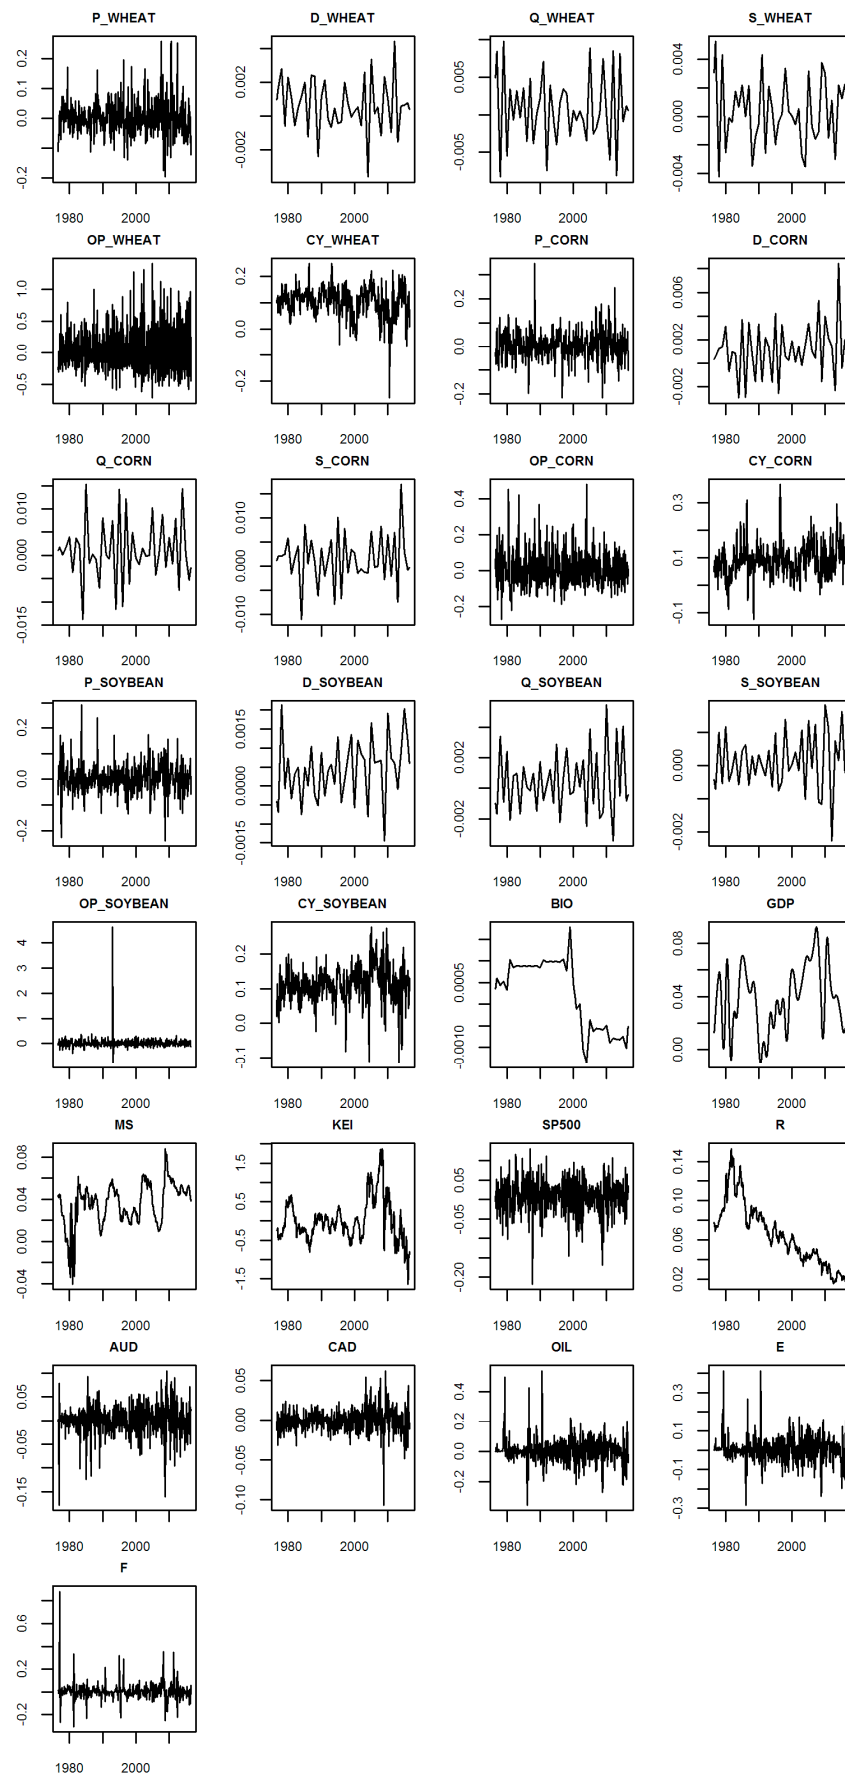 P_WHEAT D_WHEAT Q_WHEAT S_WHEAT
0.2 0.1 0.0 -0.2 0.002 -0.002 0.005 -0.005 0.004 0.000 -0.004
1980 2000 1980 2000 1980 2000 1980 2000
OP_WHEAT CY_WHEAT P_CORN D_CORN
1.0 0.5 0.0 -0.5 0.2 0.0 -0.2 0.2 0.0 -0.2 0.006 0.002 -0.002
1980 2000 1980 2000 1980 2000 1980 2000
Q_CORN S_CORN OP_CORN CY_CORN
0.010 0.000 -0.015 0.010 0.000 -0.010 0.4 0.2 0.0 -0.2 0.3 0.1 -0.1
1980 2000 1980 2000 1980 2000 1980 2000
P_SOYBEAN D_SOYBEAN Q_SOYBEAN S_SOYBEAN
0.2 0.0 -0.2 0.0015 0.0000 -0.0015 0.002 -0.002 0.000 -0.002
1980 2000 1980 2000 1980 2000 1980 2000
OP_SOYBEAN CY_SOYBEAN BIO GDP
4 3 2 1 0 0.2 0.1 0.0 -0.1 0.0005 -0.0010 0.08 0.04 0.00
1980 2000 1980 2000 1980 2000 1980 2000
MS KEI SP500 R
0.08 0.04 0.00 -0.04 1.5 0.5 -0.5 -1.5 0.05 -0.05 -0.20 0.14 0.10 0.06 0.02
1980 2000 1980 2000 1980 2000 1980 2000
AUD CAD OIL E
0.05 -0.05 -0.15 0.05 0.00 -0.05 -0.10 0.4 0.2 0.0 -0.2 0.3 0.1 -0.1 -0.3
1980 2000 1980 2000 1980 2000 1980 2000
F
0.6 0.2 -0.2
1980 2000